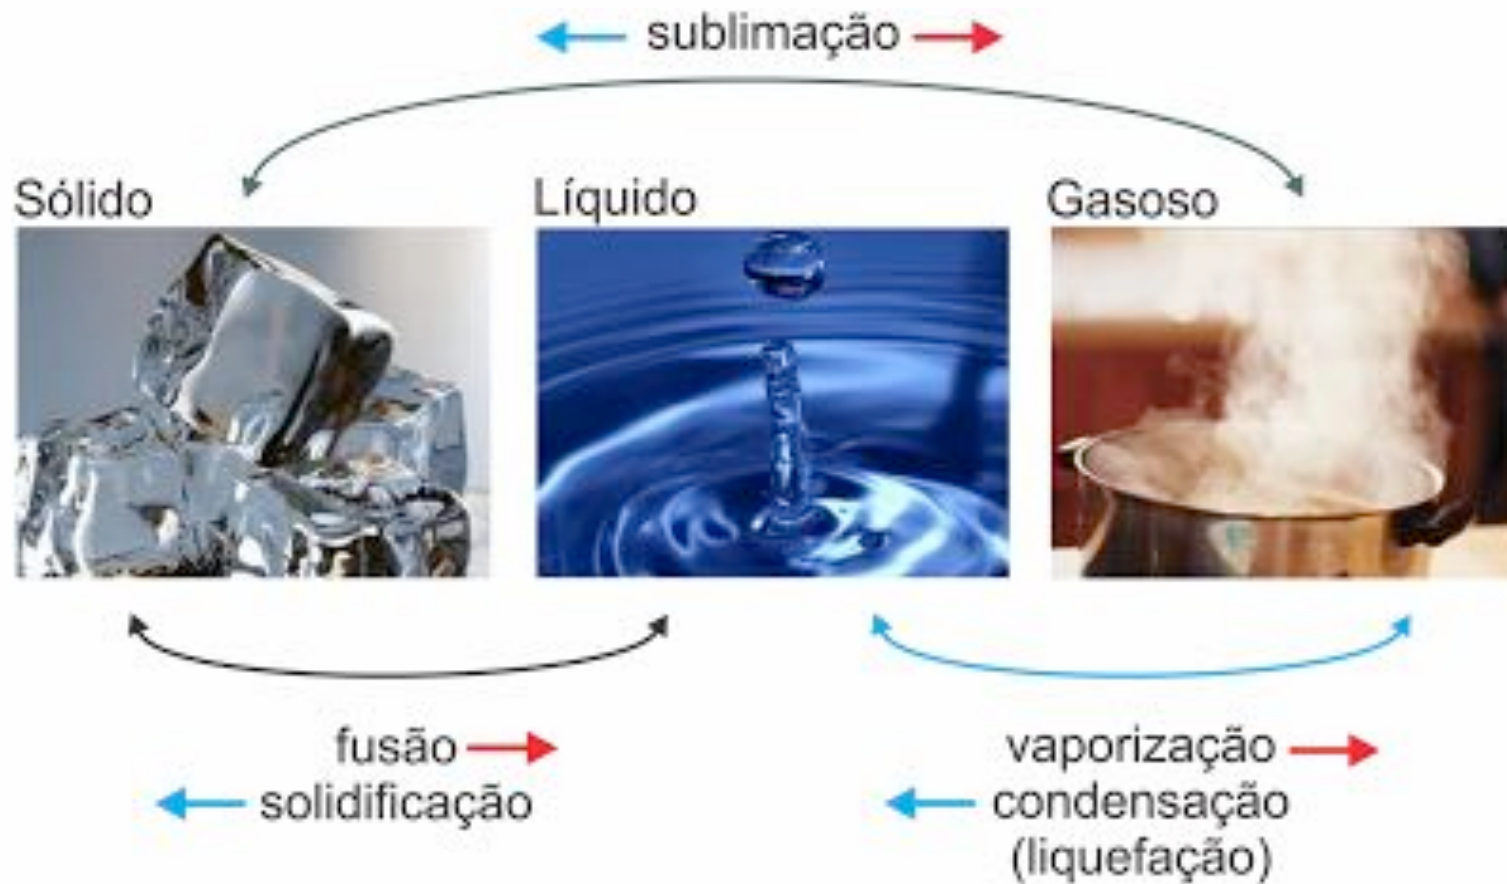 sublimação
Sólido
Líquido
Gasoso
fusão
solidificação
vaporização
condensação
(liquefação)